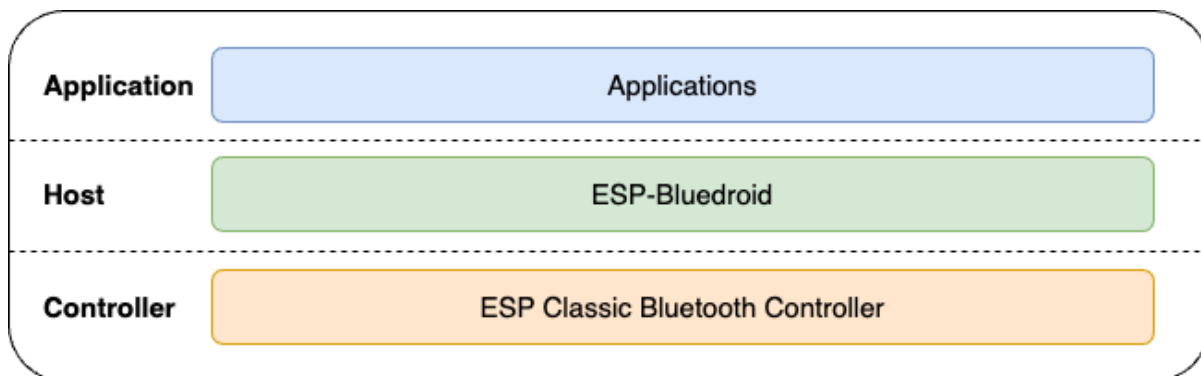 Application
Applications
Host
ESP-Bluedroid
Controller
ESP Classic Bluetooth Controller